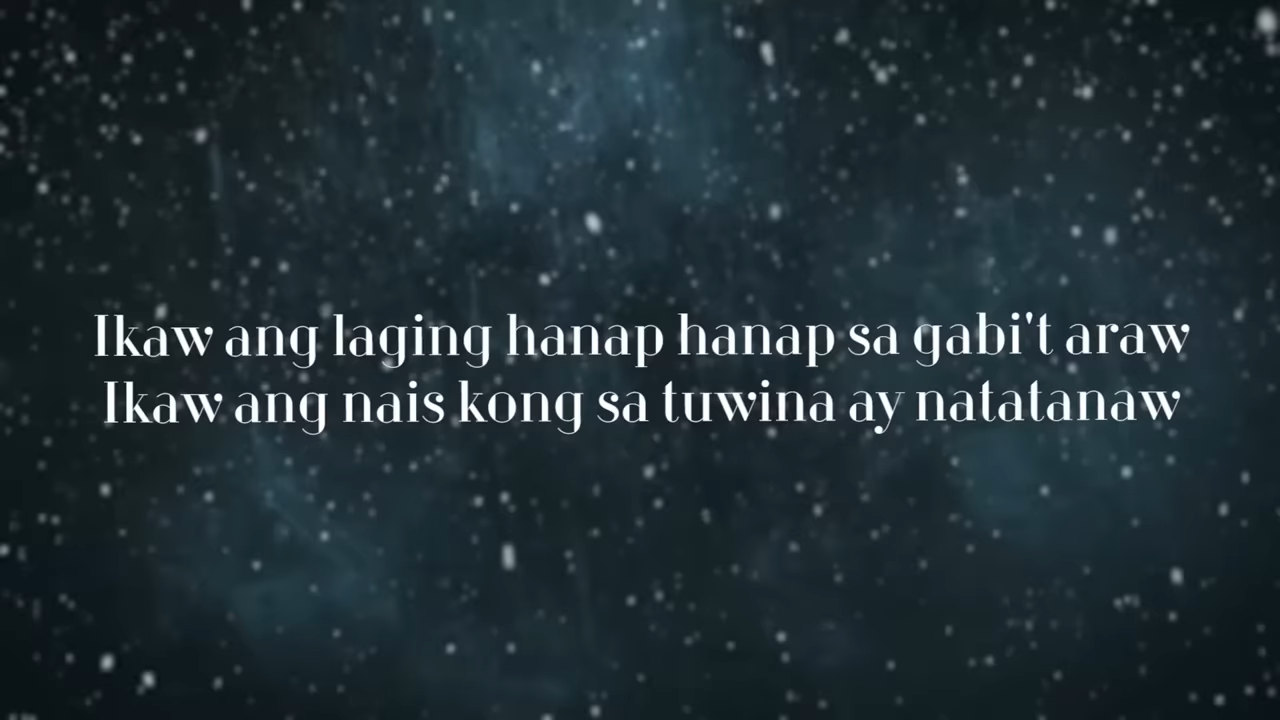 Ikaw ang laging hanap hanap sa gabi't araw
Ikaw ang nais kong sa tuwina ay natatanaw